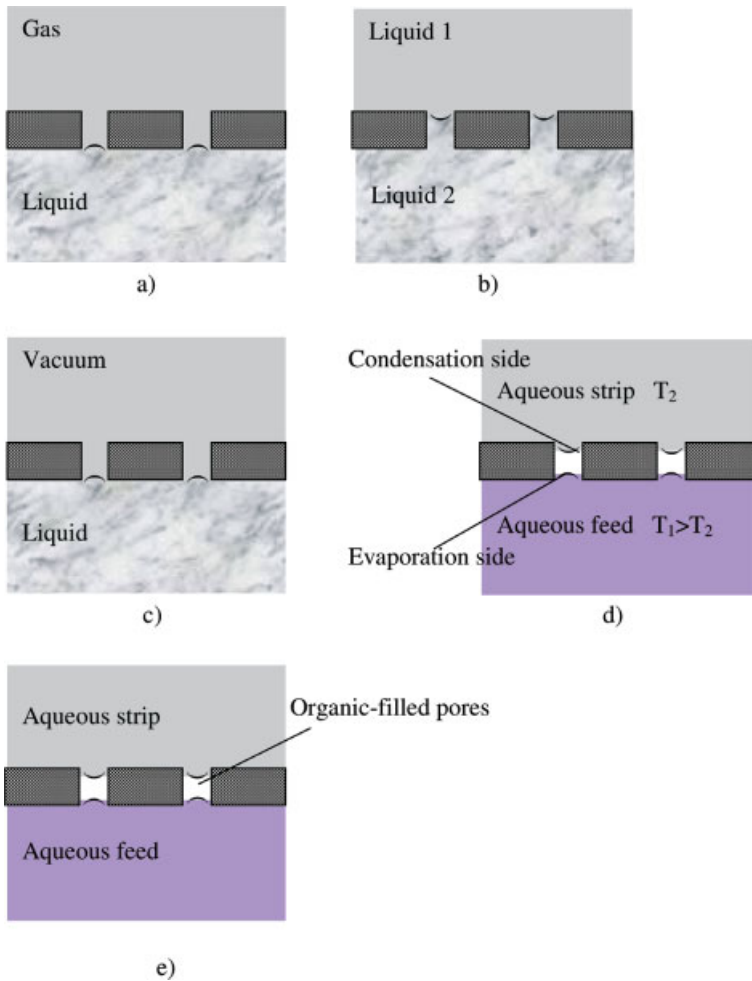 Gas
Liquid
a)
Liquid 1
Liquid 2
b)
Vacuum
Liquid
c)
Condensation side
Aqueous strip T₂
Aqueous feed T₁>T₂
Evaporation side
d)
Aqueous strip
Organic-filled pores
Aqueous feed
e)